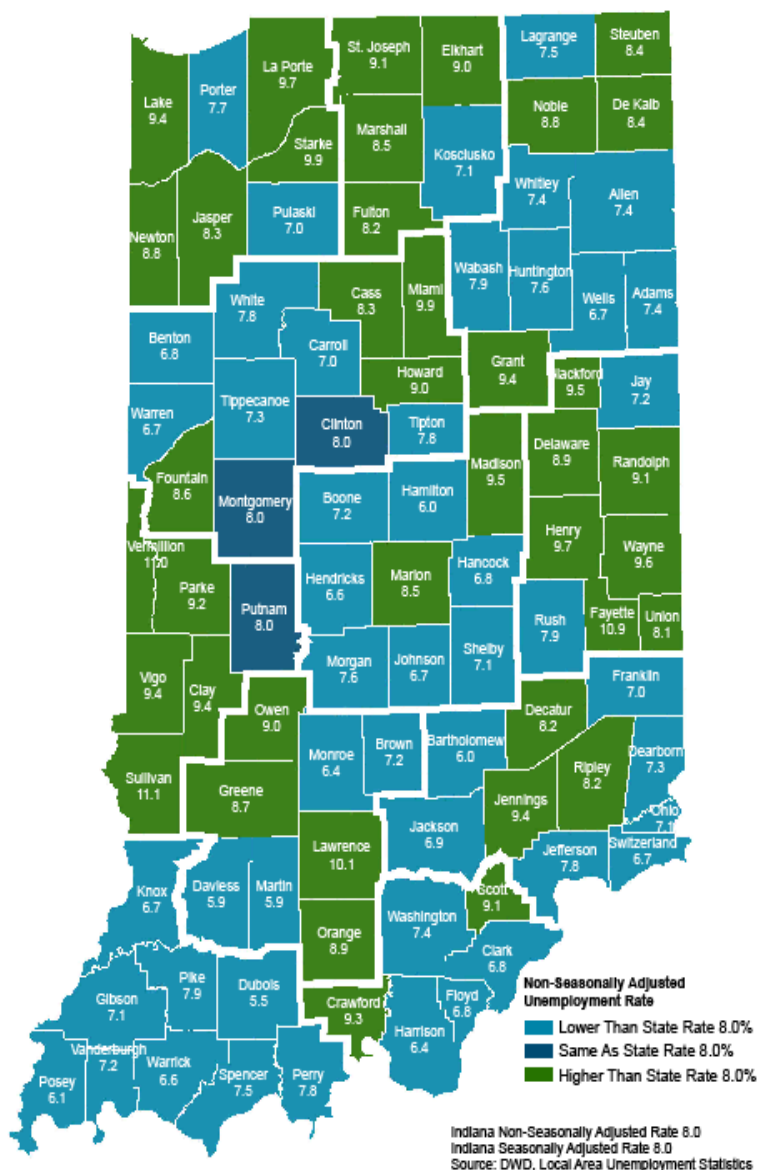 St. Joseph
9.1
Elkhart
9.0
Lagrange
7.5
Steuben
8.4
La Porte
9.7
Porter
7.7
Lake
9.4
Noble
8.8
De Kalb
8.4
Marshall
8.5
Starke
9.9
Kosciusko
7.1
Whitley
7.4
Allen
7.4
Pulaski
7.0
Fulton
8.2
Jasper
8.3
Newton
8.8
Wabash
7.9
Huntington
7.6
Wells
6.7
Adams
7.4
White
7.8
Cass
8.3
Miami
9.9
Benton
6.8
Carroll
7.0
Howard
9.0
Grant
9.4
Blackford
9.5
Jay
7.2
Warren
6.7
Tippecanoe
7.3
Clinton
8.0
Tipton
7.8
Fountain
8.6
Madison
9.5
Delaware
8.9
Randolph
9.1
Montgomery
8.0
Boone
7.2
Hamilton
6.0
Henry
9.7
Wayne
9.6
Vermillion
11.0
Parke
9.2
Putnam
8.0
Hendricks
6.6
Marion
8.5
Hancock
6.8
Rush
7.9
Fayette
10.9
Union
8.1
Morgan
7.6
Johnson
6.7
Shelby
7.1
Vigo
9.4
Clay
9.4
Franklin
7.0
Owen
9.0
Decatur
8.2
Monroe
6.4
Brown
7.2
Bartholomew
6.0
Dearborn
7.3
Ripley
8.2
Sullivan
11.1
Greene
8.7
Jennings
9.4
Ohio
7.1
Jackson
6.9
Lawrence
10.1
Jefferson
7.8
Switzerland
6.7
Knox
6.7
Daviess
5.9
Martin
5.9
Scott
9.1
Washington
7.4
Orange
8.9
Clark
6.8
Pike
7.9
Dubois
5.5
Gibson
7.1
Crawford
9.3
Floyd
6.8
Harrison
6.4
Vanderburgh
7.2
Warrick
6.6
Spencer
7.5
Perry
7.8
Posey
6.1
Non-Seasonally Adjusted
Unemployment Rate
Lower Than State Rate 8.0%
Same As State Rate 8.0%
Higher Than State Rate 8.0%
Indiana Non-Seasonally Adjusted Rate 8.0
Indiana Seasonally Adjusted Rate 8.0
Source: DWD, Local Area Unemployment Statistics